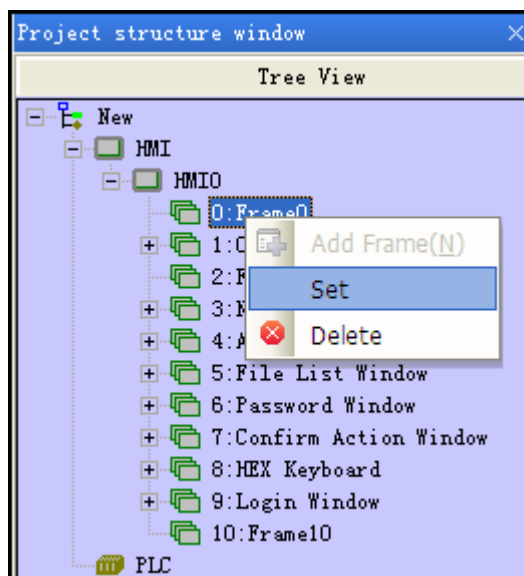 Project structure window
Tree View
New
HMI
HMI0
0:Frame0
Add Frame(N)
1:
Set
2:
3:
Delete
4:
5:File List Window
6:Password Window
7:Confirm Action Window
8:HEX Keyboard
9:Login Window
10:Frame10
PLC